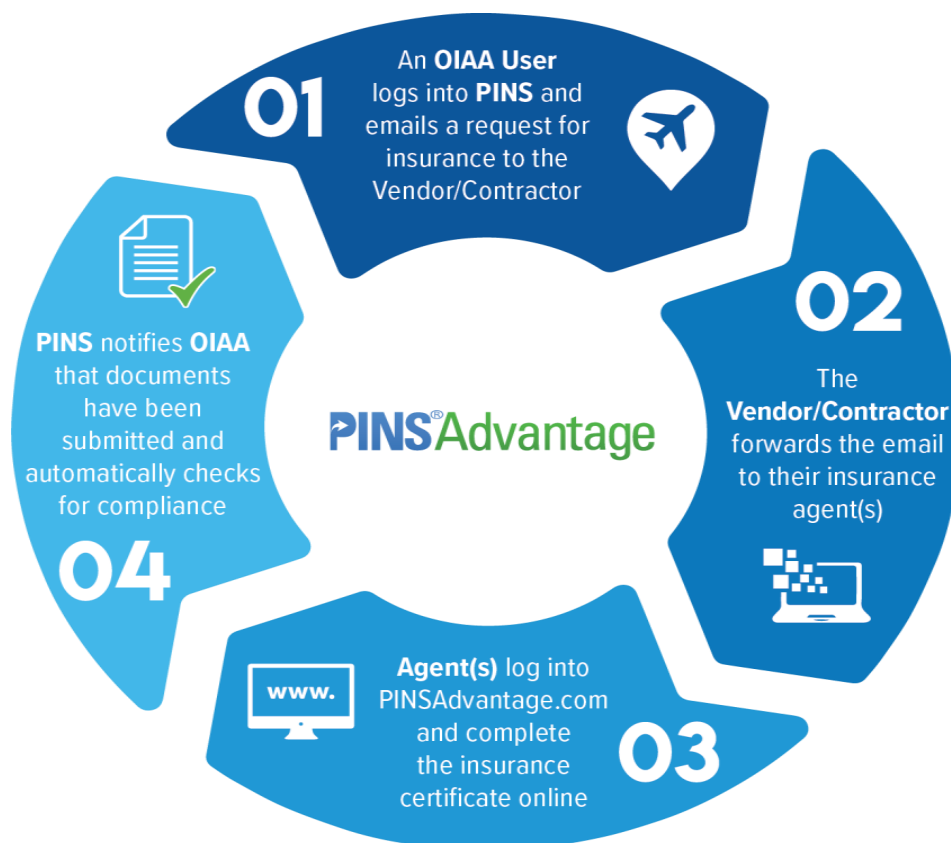 01
An OIAA User
logs into PINS and
emails a request for
insurance to the
Vendor/Contractor
02
The
Vendor/Contractor
forwards the email
to their insurance
agent(s)
www.
Agent(s) log into
PINSAdvantage.com
and complete
the insurance
certificate online
03
PINS notifies OIAA
that documents
have been
submitted and
automatically checks
for compliance
04
PINS®Advantage